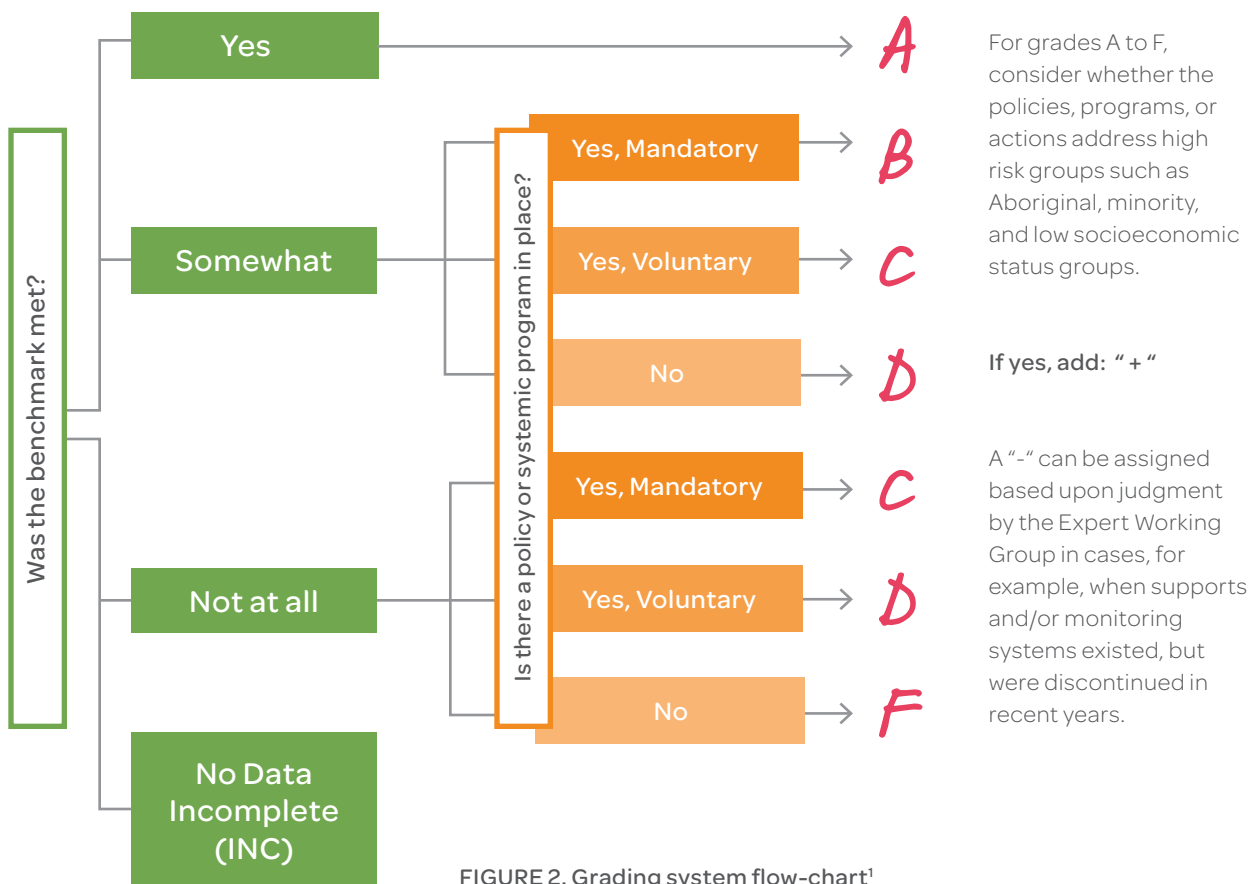 Was the benchmark met?
Yes
A
Somewhat
Is there a policy or systemic program in place?
Yes, Mandatory
B
Yes, Voluntary
C
No
D
Not at all
Yes, Mandatory
C
Yes, Voluntary
D
No
F
No Data
Incomplete
(INC)
For grades A to F,
consider whether the
policies, programs, or
actions address high
risk groups such as
Aboriginal, minority,
and low socioeconomic
status groups.
If yes, add: “ + “
A “-“ can be assigned
based upon judgment
by the Expert Working
Group in cases, for
example, when supports
and/or monitoring
systems existed, but
were discontinued in
recent years.
FIGURE 2. Grading system flow-chart¹